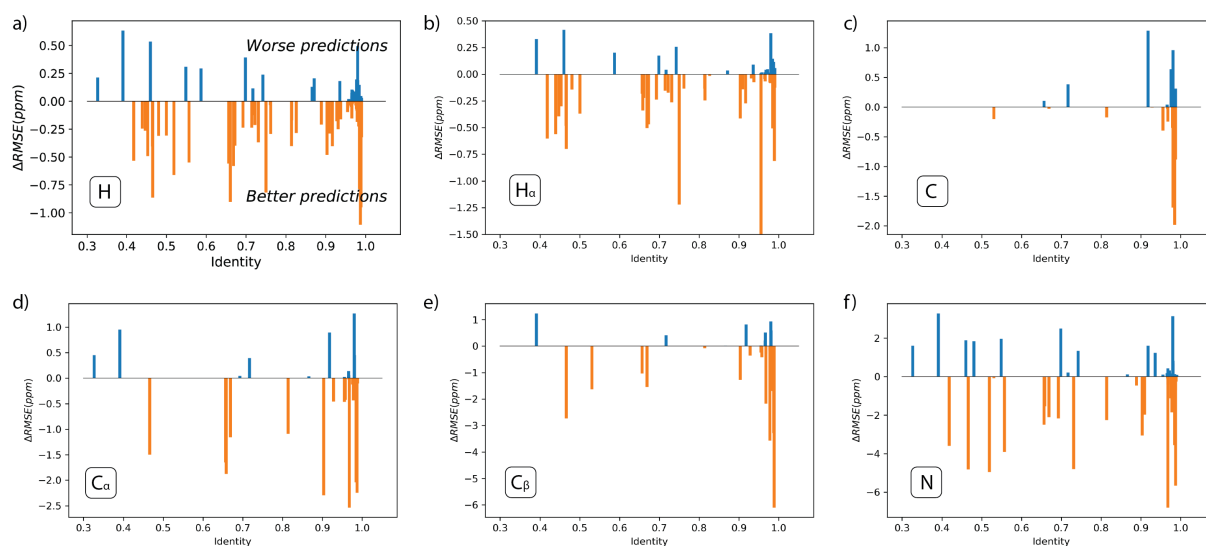 a)
0.50
0.25
0.00
−0.25
−0.50
−0.75
−1.00
ΔRMSE(ppm)
Worse predictions
Better predictions
H
0.3 0.4 0.5 0.6 0.7 0.8 0.9 1.0
Identity
b)
0.50
0.25
0.00
−0.25
−0.50
−0.75
−1.00
−1.25
−1.50
ΔRMSE(ppm)
Hα
0.3 0.4 0.5 0.6 0.7 0.8 0.9 1.0
Identity
c)
1.0
0.5
0.0
−0.5
−1.0
−1.5
−2.0
ΔRMSE(ppm)
C
0.3 0.4 0.5 0.6 0.7 0.8 0.9 1.0
Identity
d)
1.0
0.5
0.0
−0.5
−1.0
−1.5
−2.0
−2.5
ΔRMSE(ppm)
Cα
0.3 0.4 0.5 0.6 0.7 0.8 0.9 1.0
Identity
e)
1
0
−1
−2
−3
−4
−5
−6
ΔRMSE(ppm)
Cβ
0.3 0.4 0.5 0.6 0.7 0.8 0.9 1.0
Identity
f)
2
0
−2
−4
−6
ΔRMSE(ppm)
N
0.3 0.4 0.5 0.6 0.7 0.8 0.9 1.0
Identity